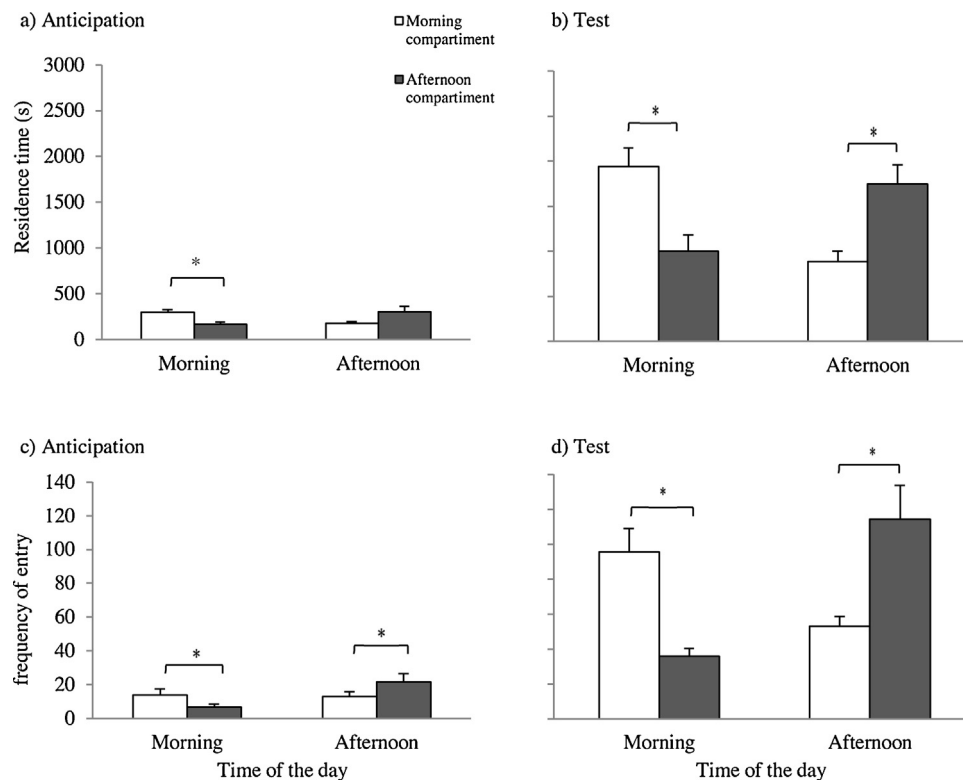 a) Anticipation
Morning
compartiment
Afternoon
compartiment
b) Test
Residence time (s)
3000
2500
2000
1500
1000
500
0
*
Morning
Afternoon
*
*
Morning
Afternoon
c) Anticipation
frequency of entry
140
120
100
80
60
40
20
0
*
*
Morning
Afternoon
Time of the day
d) Test
*
*
Morning
Afternoon
Time of the day